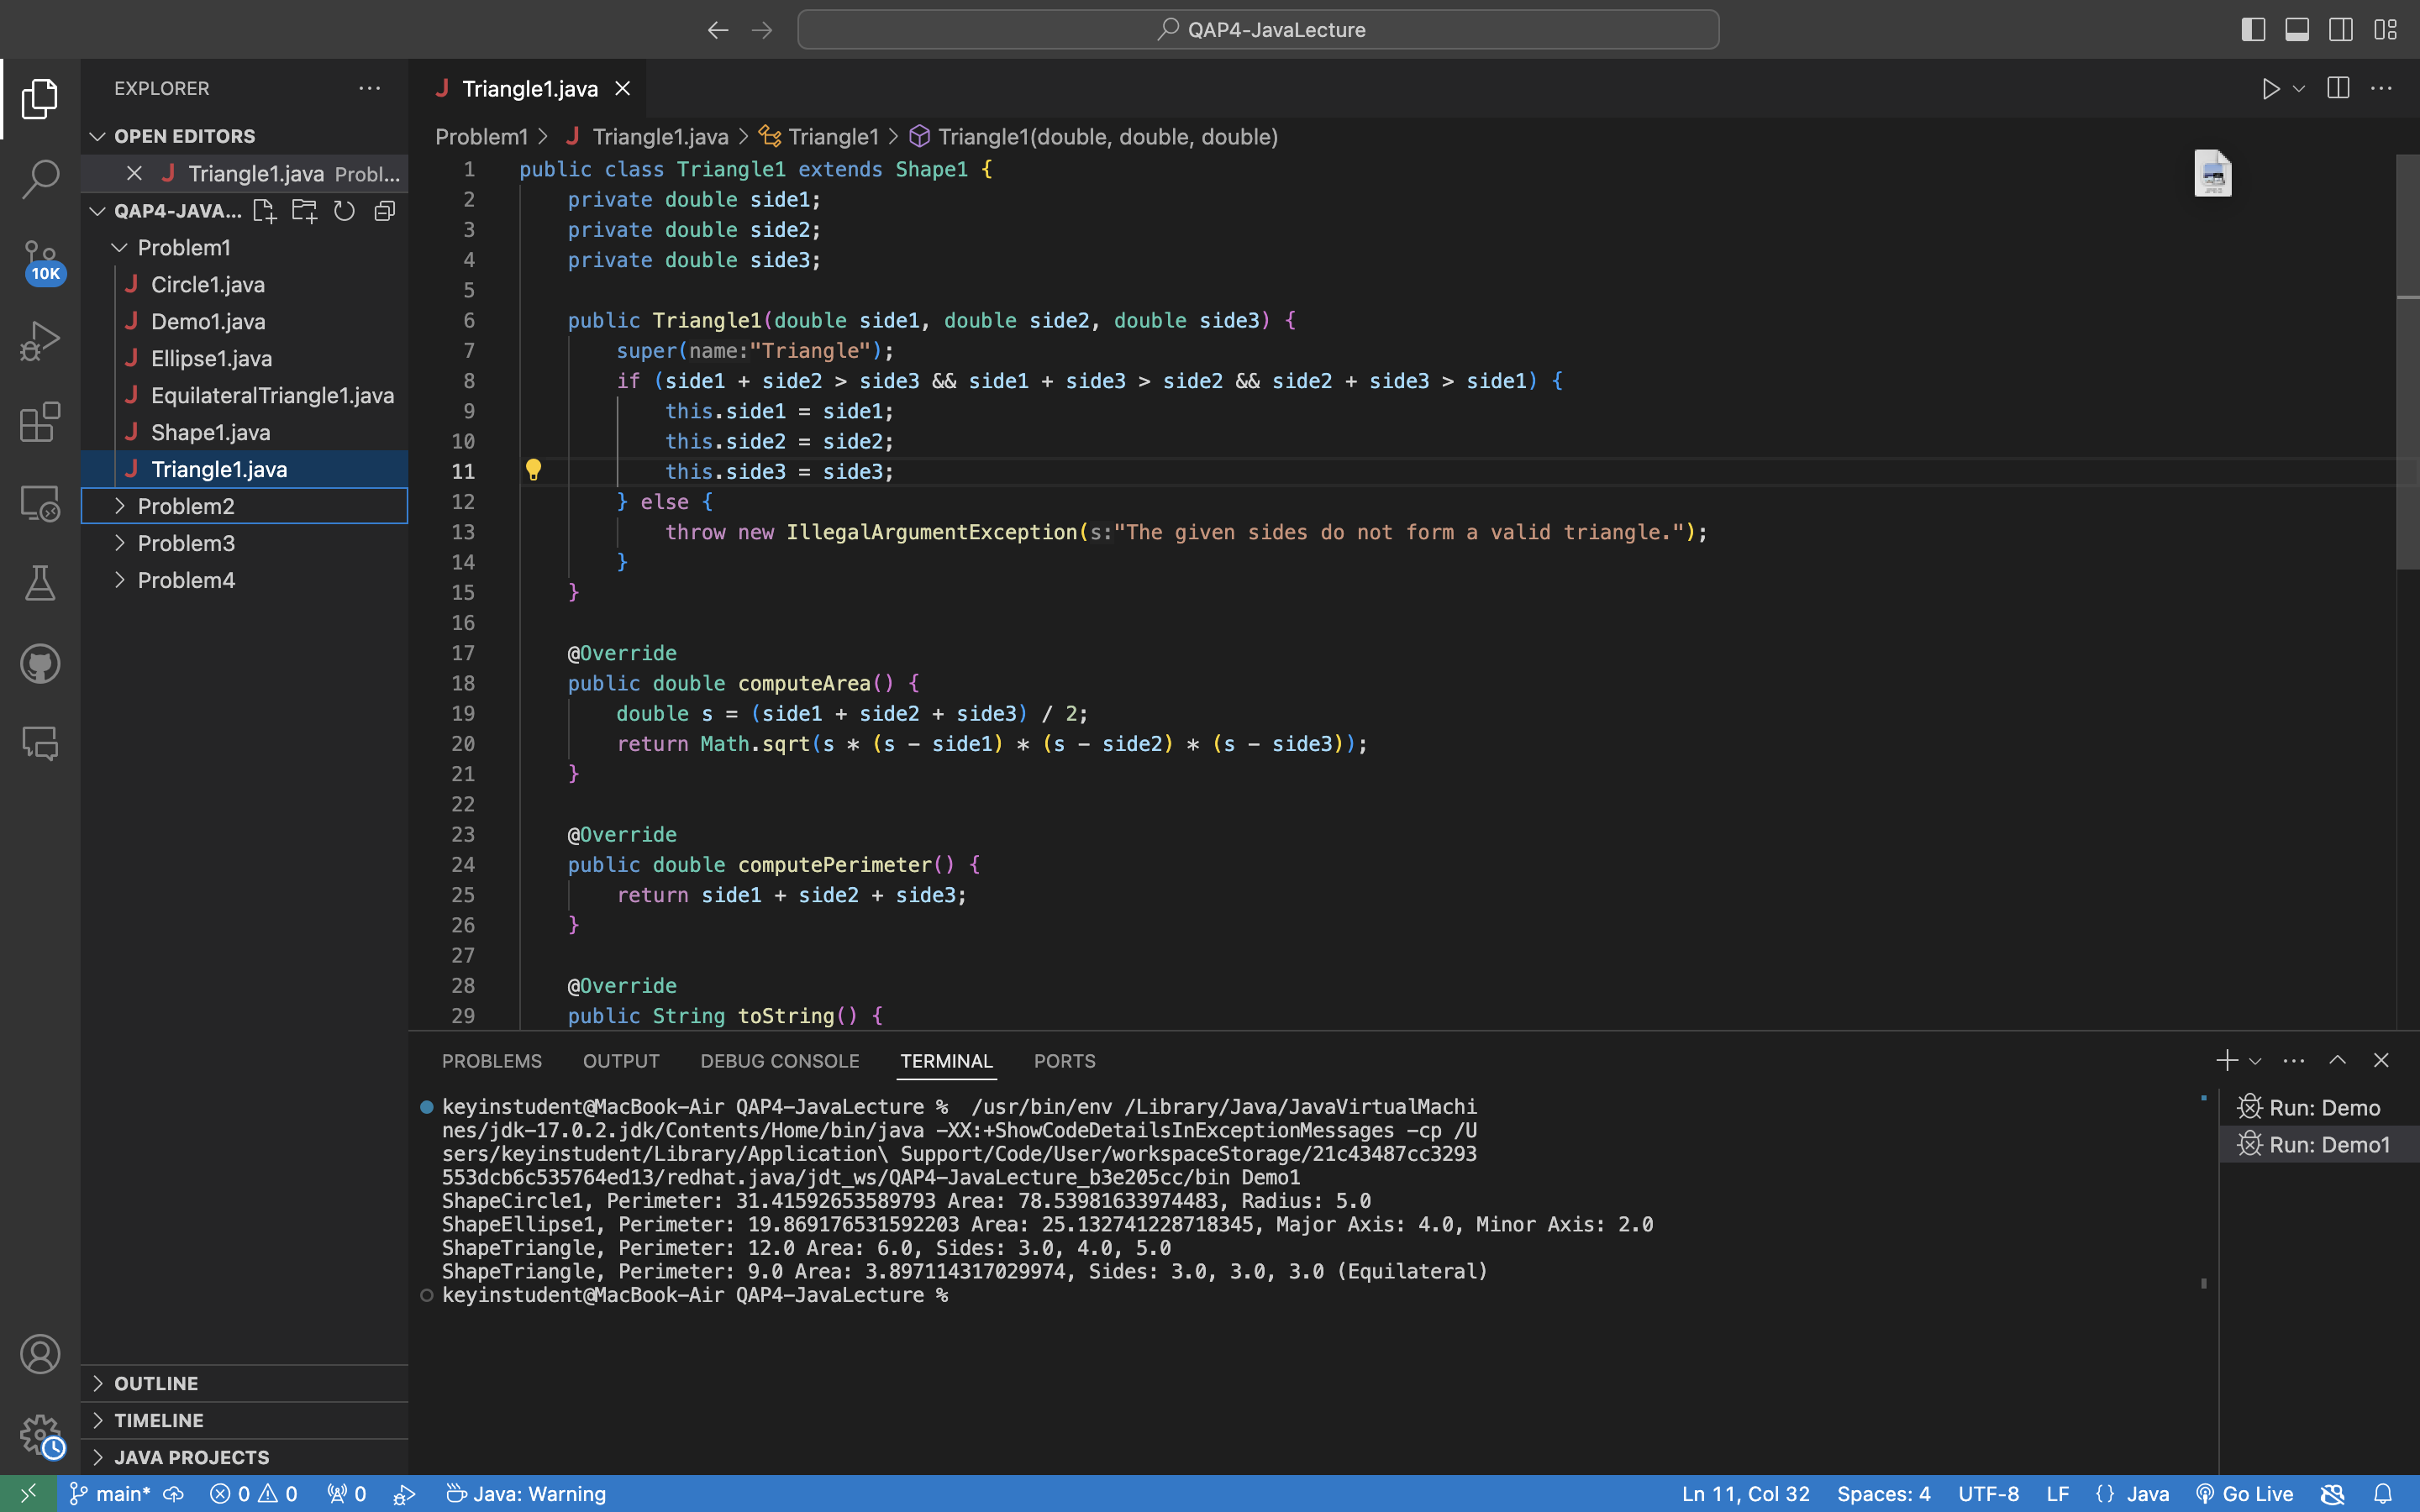 QAP4-JavaLecture
EXPLORER
OPEN EDITORS
Triangle1.java Probl...
QAP4-JAVA...
Problem1
Circle1.java
Demo1.java
Ellipse1.java
EquilateralTriangle1.java
Shape1.java
Triangle1.java
Problem2
Problem3
Problem4
10K
OUTLINE
TIMELINE
JAVA PROJECTS
Triangle1.java
Problem1 > Triangle1.java > Triangle1 > Triangle1(double, double, double)
1 public class Triangle1 extends Shape1 {
2 private double side1;
3 private double side2;
4 private double side3;
5
6 public Triangle1(double side1, double side2, double side3) {
7 super(name:"Triangle");
8 if (side1 + side2 > side3 && side1 + side3 > side2 && side2 + side3 > side1) {
9 this.side1 = side1;
10 this.side2 = side2;
11 this.side3 = side3;
12 } else {
13 throw new IllegalArgumentException(s:"The given sides do not form a valid triangle.");
14 }
15 }
16
17 @Override
18 public double computeArea() {
19 double s = (side1 + side2 + side3) / 2;
20 return Math.sqrt(s * (s - side1) * (s - side2) * (s - side3));
21 }
22
23 @Override
24 public double computePerimeter() {
25 return side1 + side2 + side3;
26 }
27
28 @Override
29 public String toString() {
PROBLEMS OUTPUT DEBUG CONSOLE TERMINAL PORTS
keyinstudent@MacBook-Air QAP4-JavaLecture % /usr/bin/env /Library/Java/JavaVirtualMachi
nes/jdk-17.0.2.jdk/Contents/Home/bin/java -XX:+ShowCodeDetailsInExceptionMessages -cp /U
sers/keyinstudent/Library/Application\ Support/Code/User/workspaceStorage/21c43487cc3293
553dcb6c535764ed13/redhat.java/jdt_ws/QAP4-JavaLecture_b3e205cc/bin Demo1
ShapeCircle1, Perimeter: 31.41592653589793 Area: 78.53981633974483, Radius: 5.0
ShapeEllipse1, Perimeter: 19.869176531592203 Area: 25.132741228718345, Major Axis: 4.0, Minor Axis: 2.0
ShapeTriangle, Perimeter: 12.0 Area: 6.0, Sides: 3.0, 4.0, 5.0
ShapeTriangle, Perimeter: 9.0 Area: 3.897114317029974, Sides: 3.0, 3.0, 3.0 (Equilateral)
keyinstudent@MacBook-Air QAP4-JavaLecture %
Run: Demo
Run: Demo1
main* 0 0 0 Java: Warning Ln 11, Col 32 Spaces: 4 UTF-8 LF {} Java Go Live